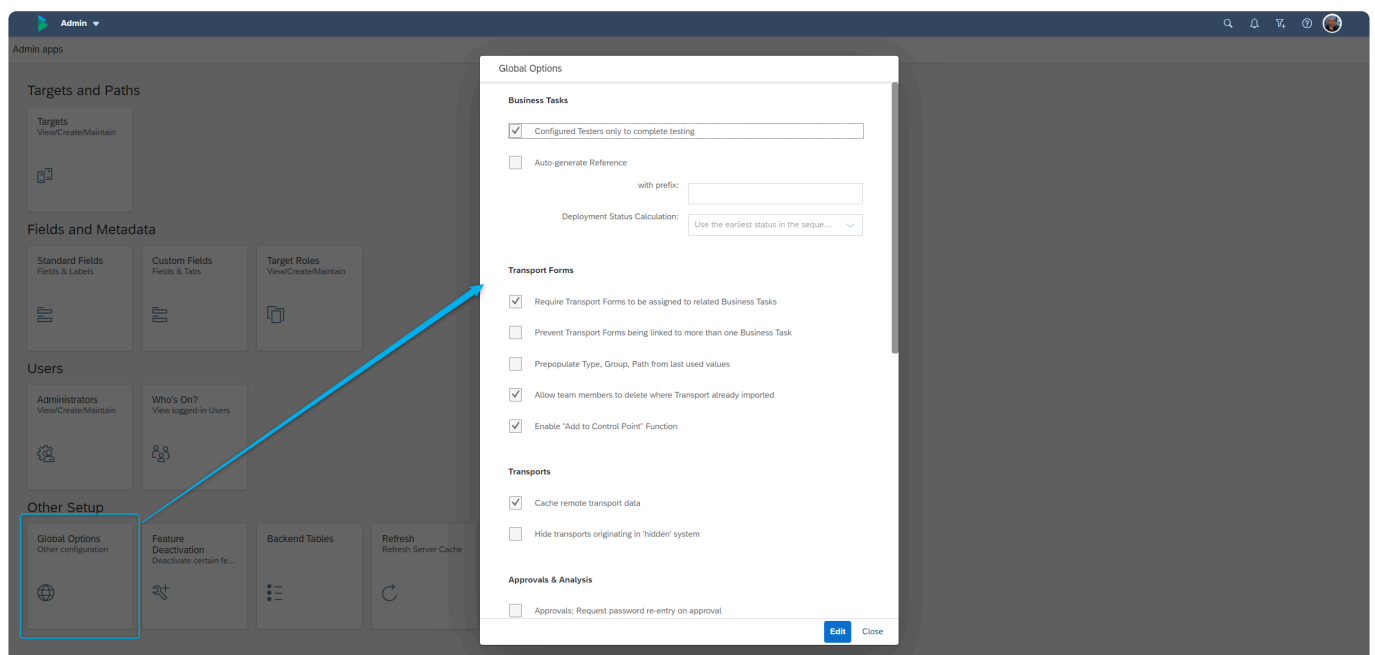 Admin
Admin apps
Targets and Paths
Targets
View/Create/Maintain
Fields and Metadata
Standard Fields
Fields & Labels
Custom Fields
Fields & Tabs
Target Roles
View/Create/Maintain
Users
Administrators
View/Create/Maintain
Who's On?
View logged-in Users
Other Setup
Global Options
Other configuration
Feature
Deactivation
Deactivate certain fe...
Backend Tables
Refresh
Refresh Server Cache
Global Options
Business Tasks
Configured Testers only to complete testing
Auto-generate Reference
with prefix:
Deployment Status Calculation:
Use the earliest status in the seque...
Transport Forms
Require Transport Forms to be assigned to related Business Tasks
Prevent Transport Forms being linked to more than one Business Task
Prepopulate Type, Group, Path from last used values
Allow team members to delete where Transport already imported
Enable "Add to Control Point" Function
Transports
Cache remote transport data
Hide transports originating in 'hidden' system
Approvals & Analysis
Approvals: Request password re-entry on approval
Edit
Close